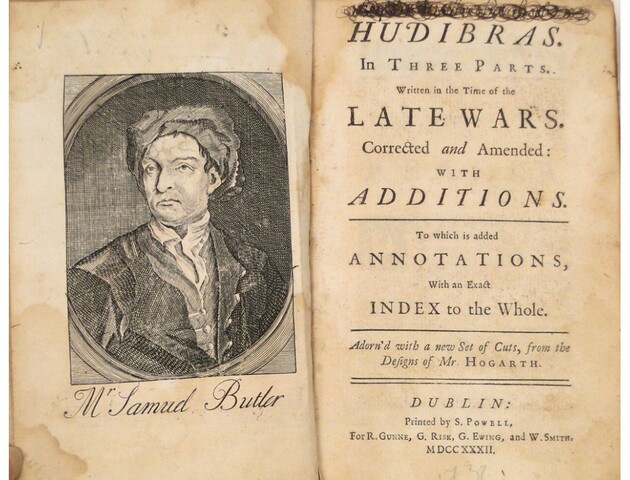 Mr Samuel Butler
HUDIBRAS.
In THREE PARTS.
Written in the Time of the
LATE WARS.
Corrected and Amended:
WITH
ADDITIONS.
To which is added
ANNOTATIONS,
With an Exact
INDEX to the Whole.
Adorn'd with a new Set of Cuts, from the
Deſigns of Mr HOGARTH.
DUBLIN:
Printed by S. POWELL,
For R. GUNNE, G. RISK, G. EWING, and W. SMITH,
MDCCXXXII.